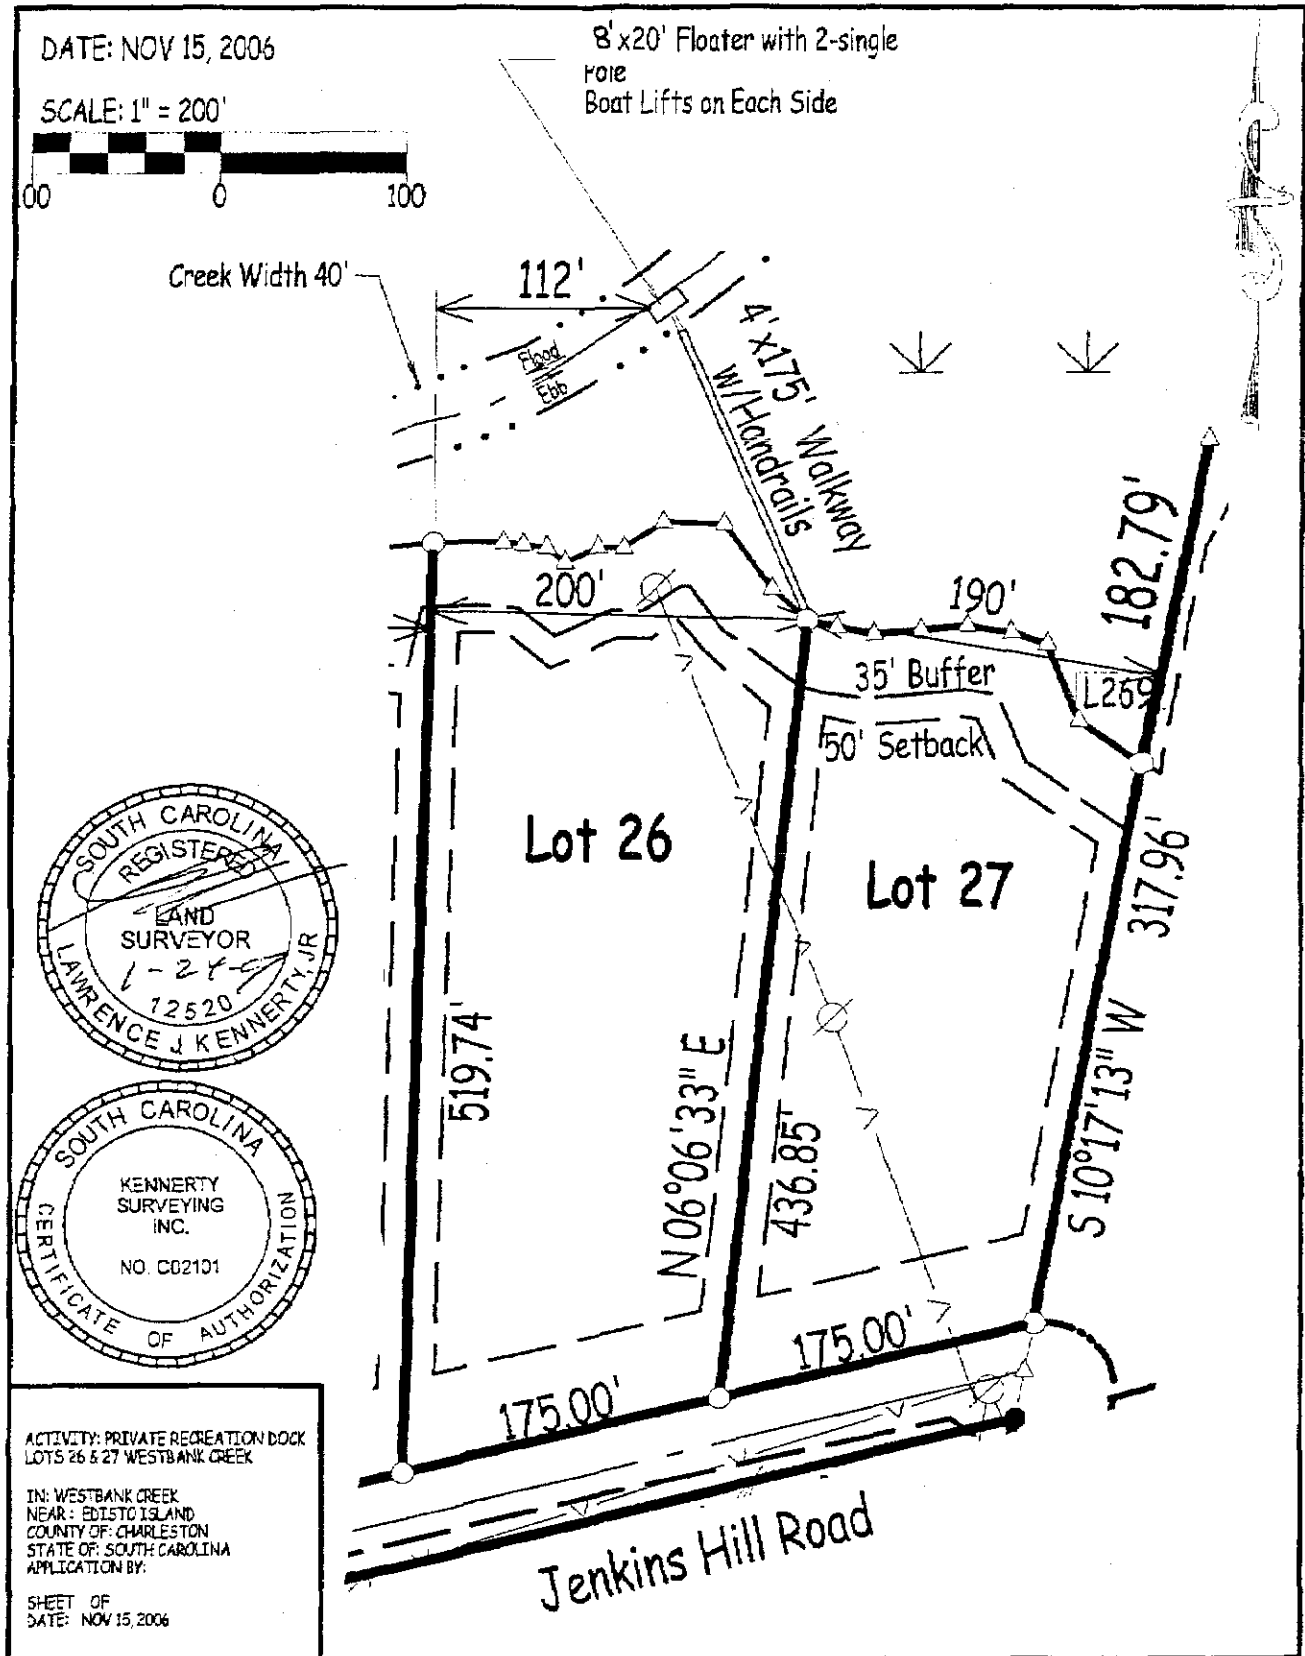 DATE: NOV 15, 2006
SCALE: 1" = 200'
00 0 100
8'x20' Floater with 2-single
Pole
Boat Lifts on Each Side
Creek Width 40'
112'
Flood
Ebb
4'x175' Walkway
w/Handrails
182.79'
200'
190'
L269
35' Buffer
50' Setback
Lot 26
Lot 27
317.96'
519.74'
N 06°06'33" E
436.85'
S 10°17'13" W
175.00'
175.00'
Jenkins Hill Road
SOUTH CAROLINA
REGISTERED
LAND
SURVEYOR
12520
LAWRENCE J KENNERTY, JR
SOUTH CAROLINA
KENNERTY
SURVEYING
INC.
NO. C02101
CERTIFICATE OF AUTHORIZATION
ACTIVITY: PRIVATE RECREATION DOCK
LOTS 26 & 27 WESTBANK CREEK
IN: WESTBANK CREEK
NEAR: EDISTO ISLAND
COUNTY OF: CHARLESTON
STATE OF: SOUTH CAROLINA
APPLICATION BY:
SHEET OF
DATE: NOV 15, 2006